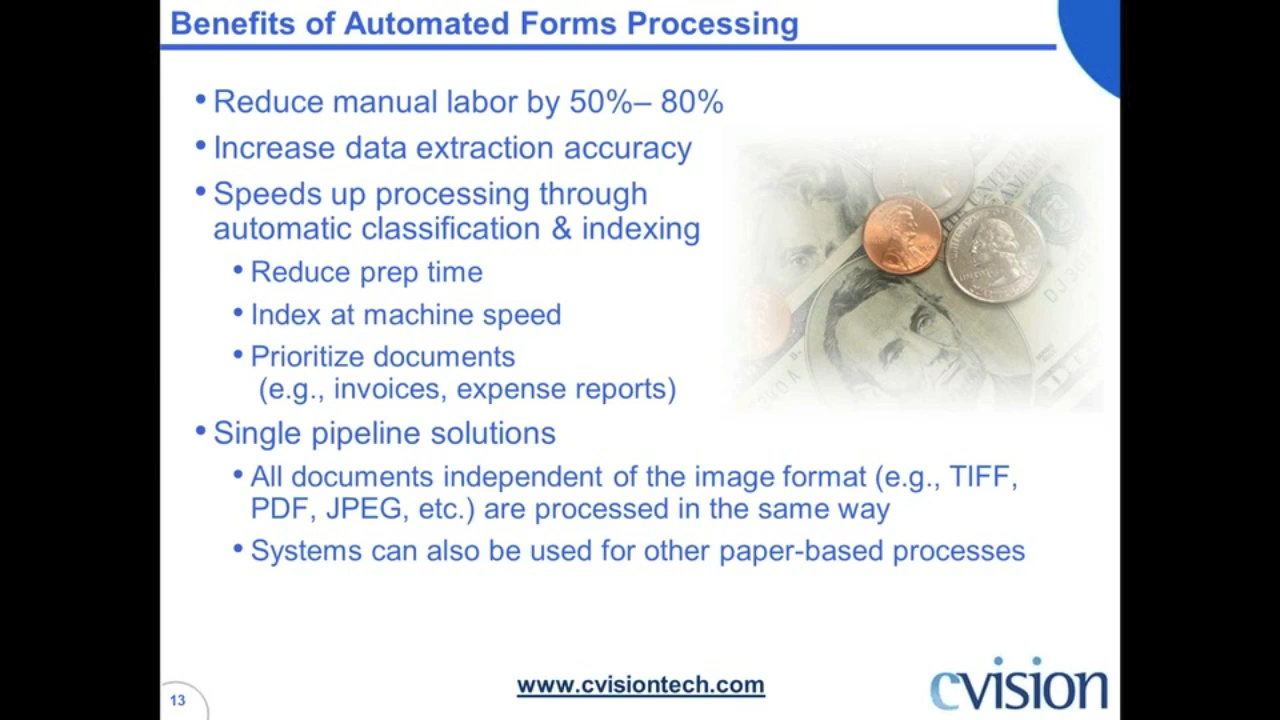 Benefits of Automated Forms Processing
• Reduce manual labor by 50%– 80%
• Increase data extraction accuracy
• Speeds up processing through
automatic classification & indexing
• Reduce prep time
• Index at machine speed
• Prioritize documents
(e.g., invoices, expense reports)
• Single pipeline solutions
• All documents independent of the image format (e.g., TIFF,
PDF, JPEG, etc.) are processed in the same way
• Systems can also be used for other paper-based processes
13
www.cvisiontech.com
cvision